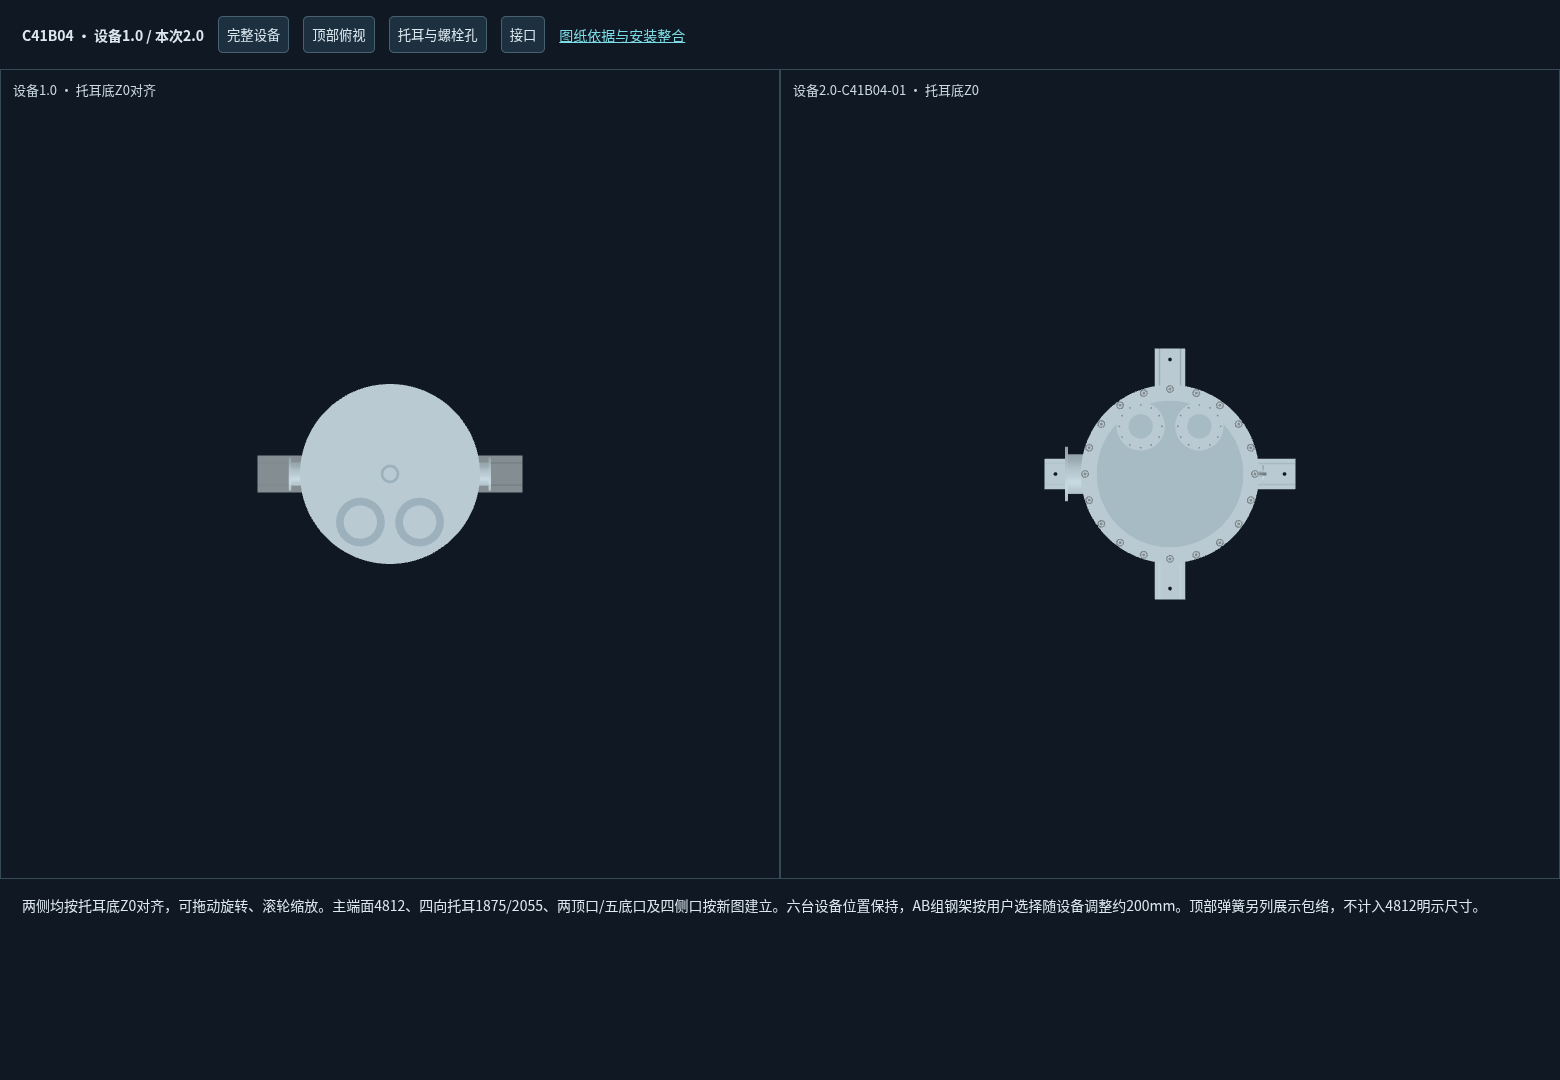 C41B04 · 设备1.0 / 本次2.0 完整设备 顶部俯视 托耳与螺栓孔 接口 图纸依据与安装整合
设备1.0 · 托耳底Z0对齐
设备2.0-C41B04-01 · 托耳底Z0
两侧均按托耳底Z0对齐，可拖动旋转、滚轮缩放。主端面4812、四向托耳1875/2055、两顶口/五底口及四侧口按新图建立。六台设备位置保持，AB组钢架按用户选择随设备调整约200mm。顶部弹簧另列展示包络，不计入4812明示尺寸。